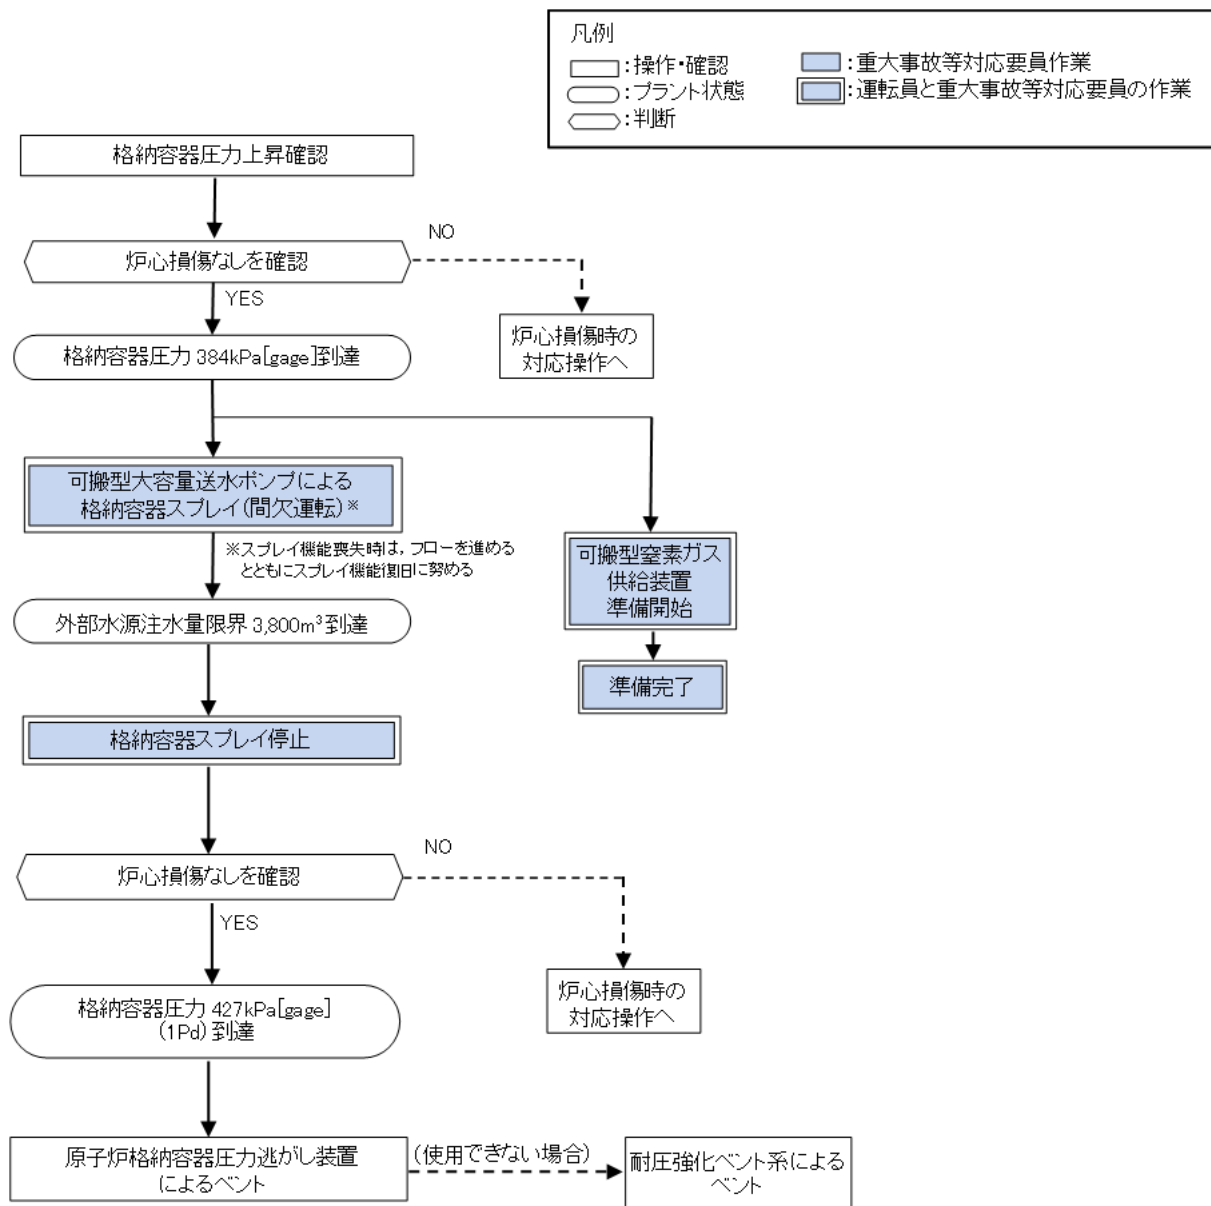 凡例
:操作・確認
:プラント状態
:判断
:重大事故等対応要員作業
:運転員と重大事故等対応要員の作業
格納容器圧力上昇確認
炉心損傷なしを確認
NO
YES
炉心損傷時の
対応操作へ
格納容器圧力 384kPa[gage]到達
可搬型大容量送水ポンプによる
格納容器スプレイ(間欠運転)※
※スプレイ機能喪失時は，フローを進める
とともにスプレイ機能復旧に努める
可搬型窒素ガス
供給装置
準備開始
外部水源注水量限界 3,800m³到達
準備完了
格納容器スプレイ停止
炉心損傷なしを確認
NO
YES
炉心損傷時の
対応操作へ
格納容器圧力 427kPa[gage]
(1Pd) 到達
原子炉格納容器圧力逃がし装置
によるベント
(使用できない場合)
耐圧強化ベント系による
ベント